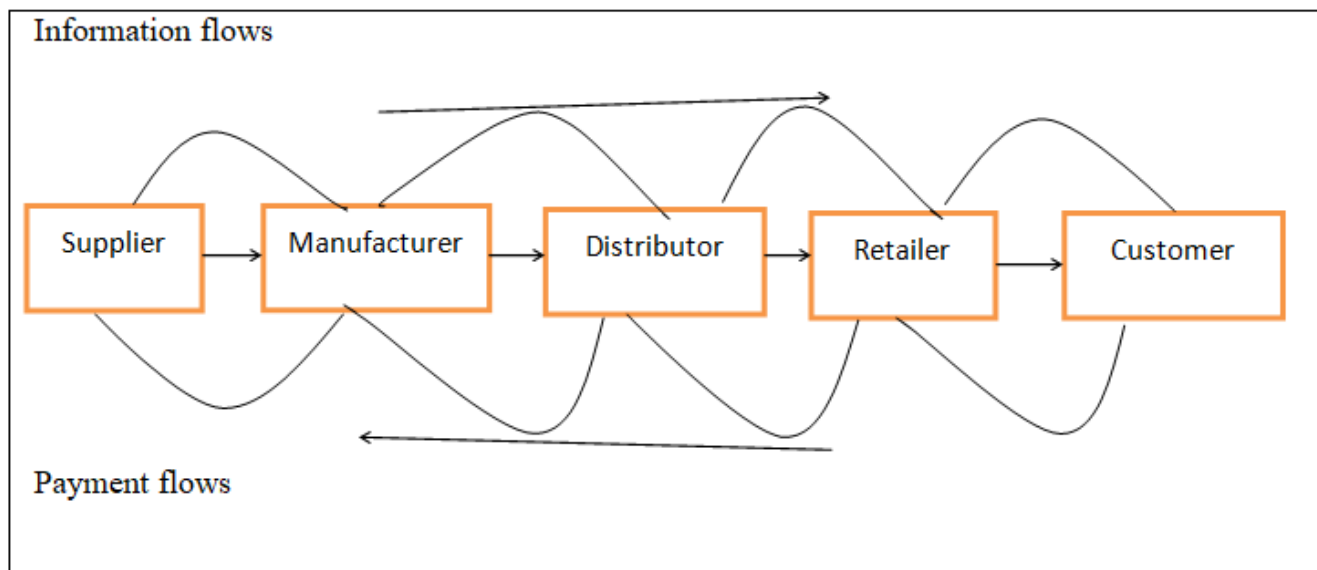 Information flows
Supplier
Manufacturer
Distributor
Retailer
Customer
Payment flows